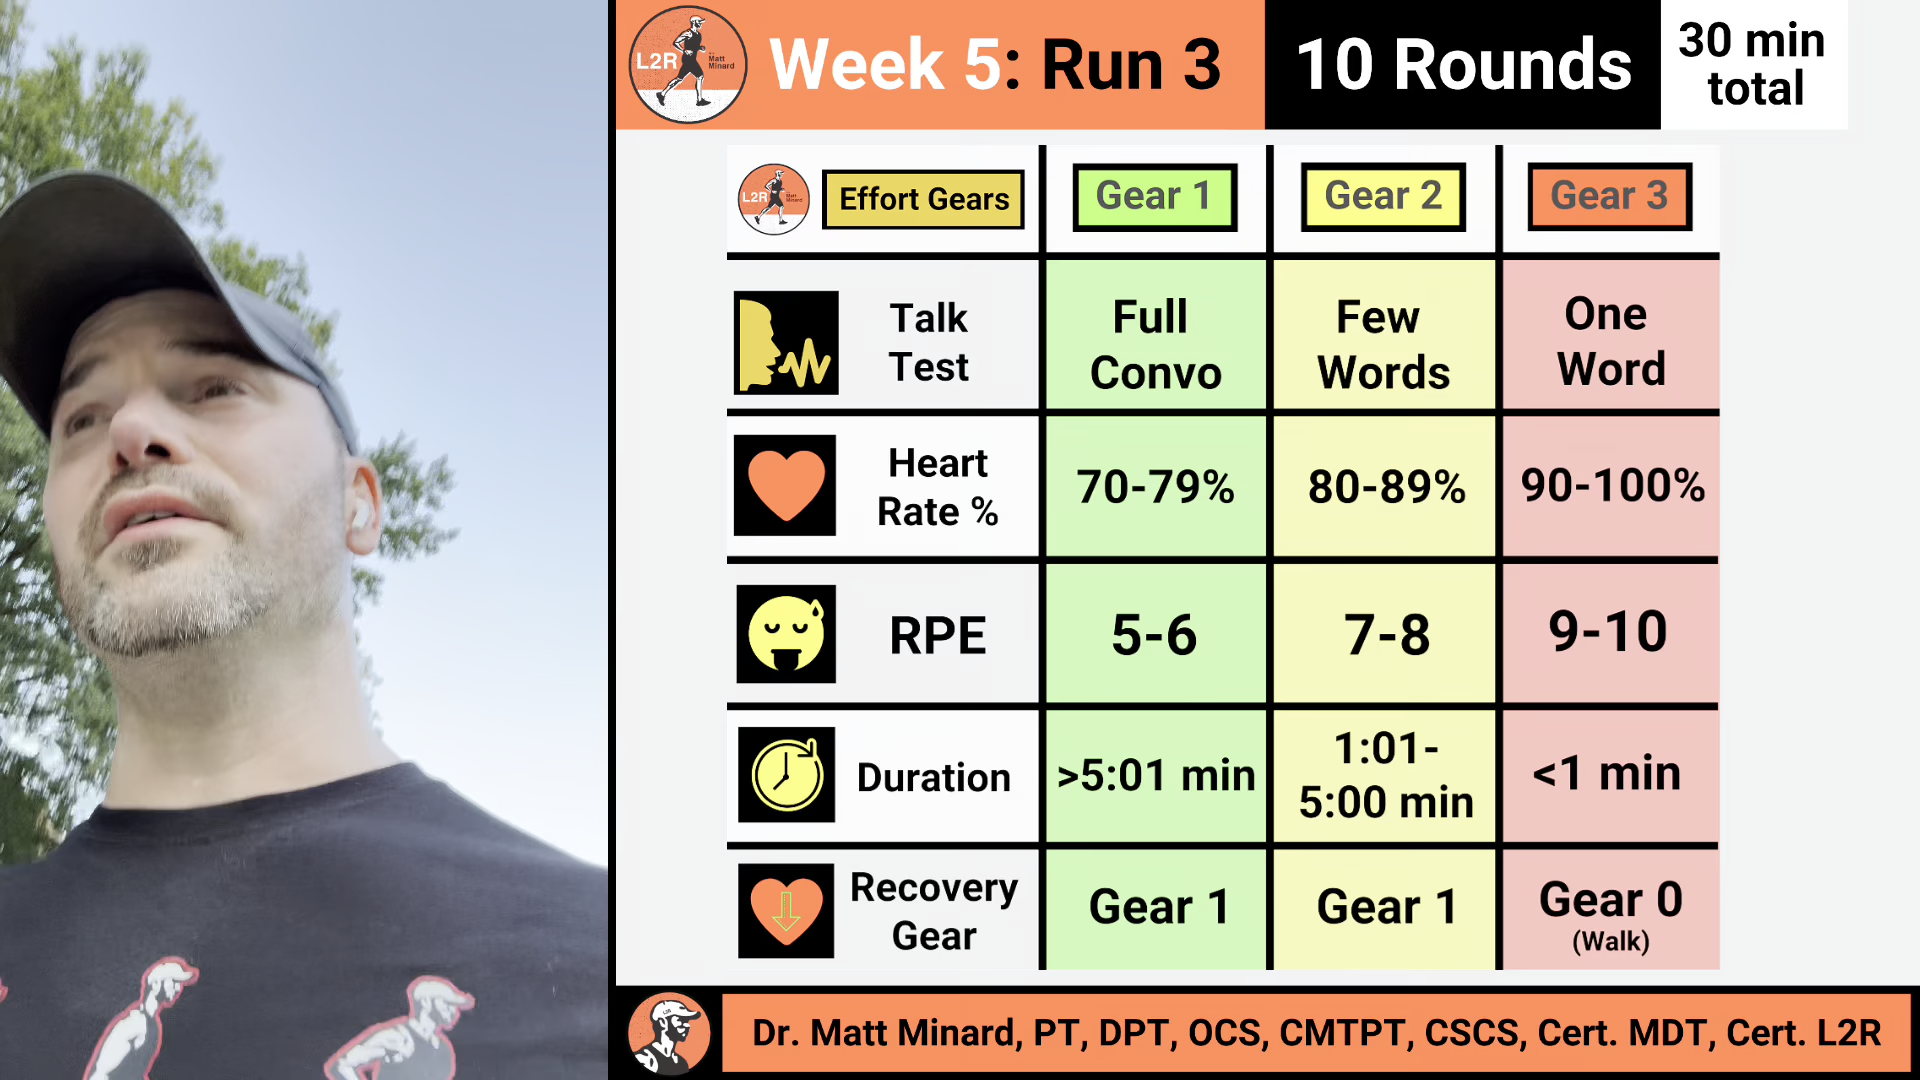 L2R
BY
Matt
Minard
Week 5: Run 3
10 Rounds
30 min
total
L2R
Matt
Minard
Effort Gears
Gear 1
Gear 2
Gear 3
Talk
Test
Full
Convo
Few
Words
One
Word
Heart
Rate %
70-79%
80-89%
90-100%
RPE
5-6
7-8
9-10
Duration
>5:01 min
1:01-
5:00 min
<1 min
Recovery
Gear
Gear 1
Gear 1
Gear 0
(Walk)
Dr. Matt Minard, PT, DPT, OCS, CMTPT, CSCS, Cert. MDT, Cert. L2R